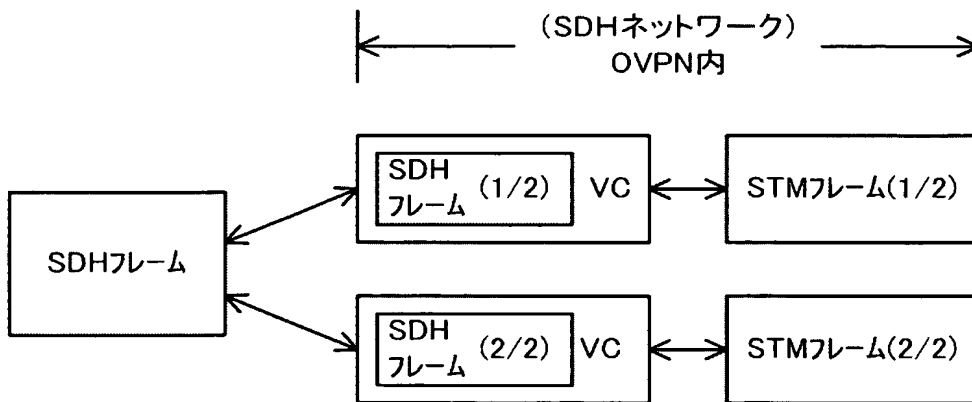 (SDHネットワーク)
OVPN内
SDHフレーム
SDH
フレーム (1/2) VC
STMフレーム(1/2)
SDH
フレーム (2/2) VC
STMフレーム(2/2)